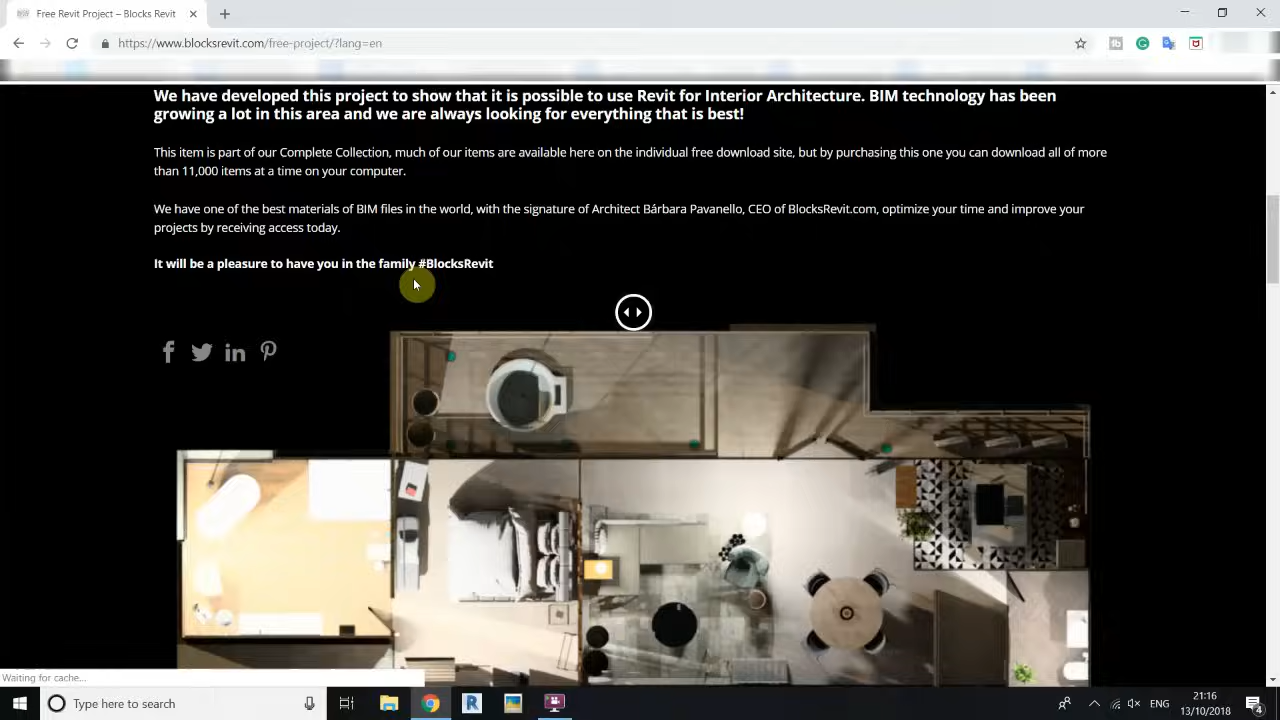 Free Revit Project – Blocks Revit
https://www.blocksrevit.com/free-project/?lang=en
We have developed this project to show that it is possible to use Revit for Interior Architecture. BIM technology has been
growing a lot in this area and we are always looking for everything that is best!
This item is part of our Complete Collection, much of our items are available here on the individual free download site, but by purchasing this one you can download all of more
than 11,000 items at a time on your computer.
We have one of the best materials of BIM files in the world, with the signature of Architect Bárbara Pavanello, CEO of BlocksRevit.com, optimize your time and improve your
projects by receiving access today.
It will be a pleasure to have you in the family #BlocksRevit
Waiting for cache...
Type here to search
ENG
21:16
13/10/2018
4